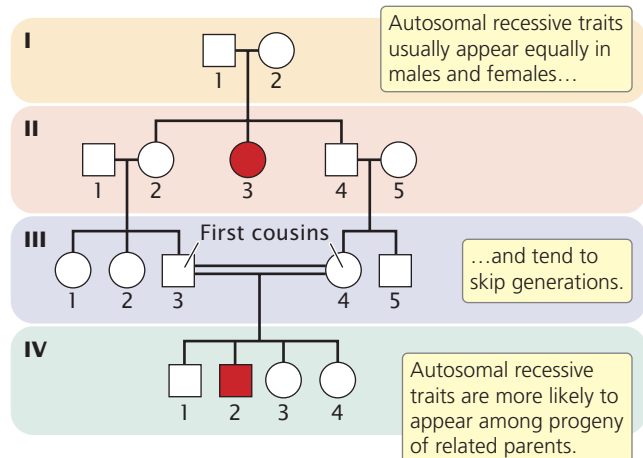 I
Autosomal recessive traits
usually appear equally in
males and females…
1 2
II
1 2 3 4 5
III
First cousins
…and tend to
skip generations.
1 2 3 4 5
IV
1 2 3 4
Autosomal recessive
traits are more likely to
appear among progeny
of related parents.